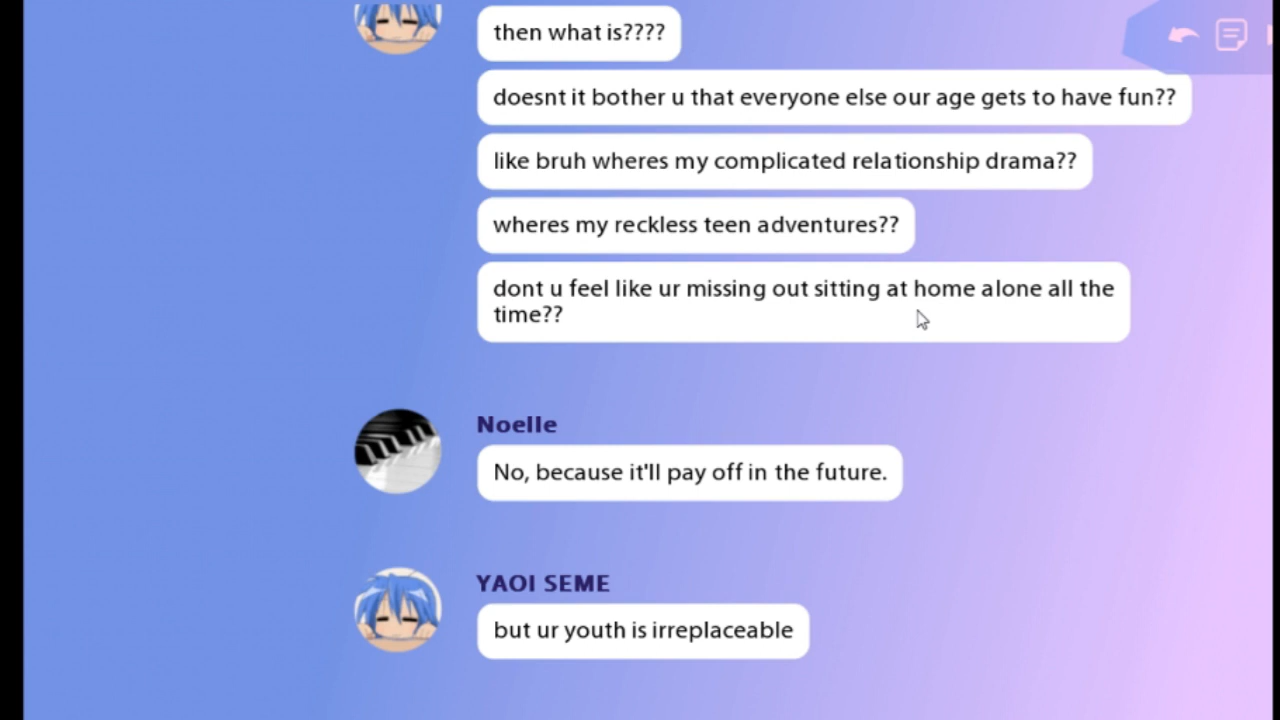 then what is????
doesnt it bother u that everyone else our age gets to have fun??
like bruh wheres my complicated relationship drama??
wheres my reckless teen adventures??
dont u feel like ur missing out sitting at home alone all the
time??
Noelle
No, because it'll pay off in the future.
YAOI SEME
but ur youth is irreplaceable